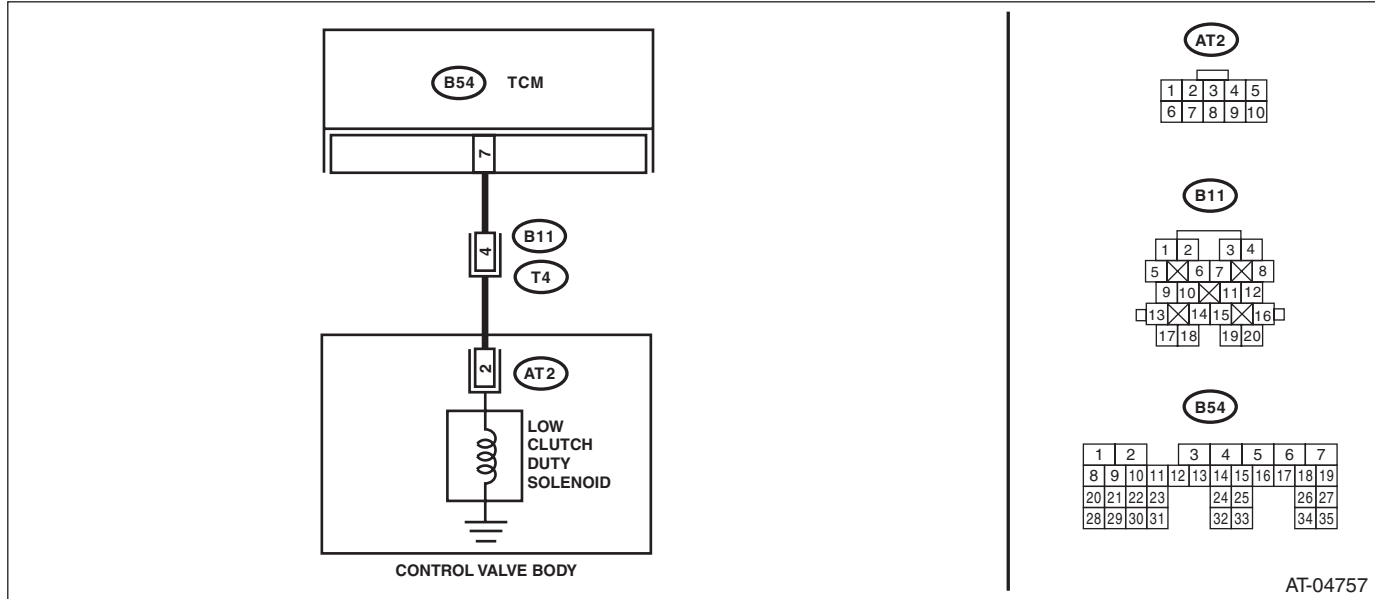 B54 TCM
7
4
B11
T4
2
AT2
LOW
CLUTCH
DUTY
SOLENOID
CONTROL VALVE BODY
AT2
1 2 3 4 5
6 7 8 9 10
B11
1 2 3 4
5 6 7 8
9 10 11 12
13 14 15 16
17 18 19 20
B54
1 2 3 4 5 6 7
8 9 10 11 12 13 14 15 16 17 18 19
20 21 22 23 24 25 26 27
28 29 30 31 32 33 34 35
AT-04757